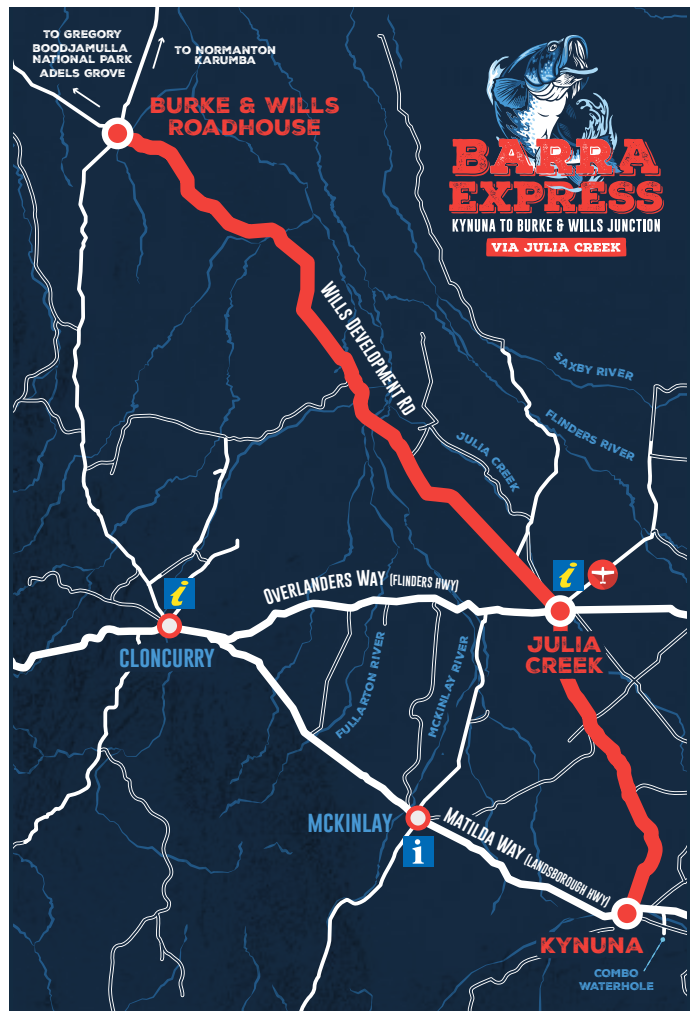 TO GREGORY
BOODJAMULLA
NATIONAL PARK
ADELS GROVE
TO NORMANTON
KARUMBA
BURKE & WILLS
ROADHOUSE
BARRA
EXPRESS
KYNUNA TO BURKE & WILLS JUNCTION
VIA JULIA CREEK
WILLS DEVELOPMENT RD
SAXBY RIVER
FLINDERS RIVER
JULIA CREEK
i
i
OVERLANDERS WAY (FLINDERS HWY)
CLONCURRY
JULIA
CREEK
FULLARTON RIVER
MCKINLAY RIVER
MCKINLAY
i
MATILDA WAY (LANDSBOROUGH HWY)
KYNUNA
COMBO
WATERHOLE